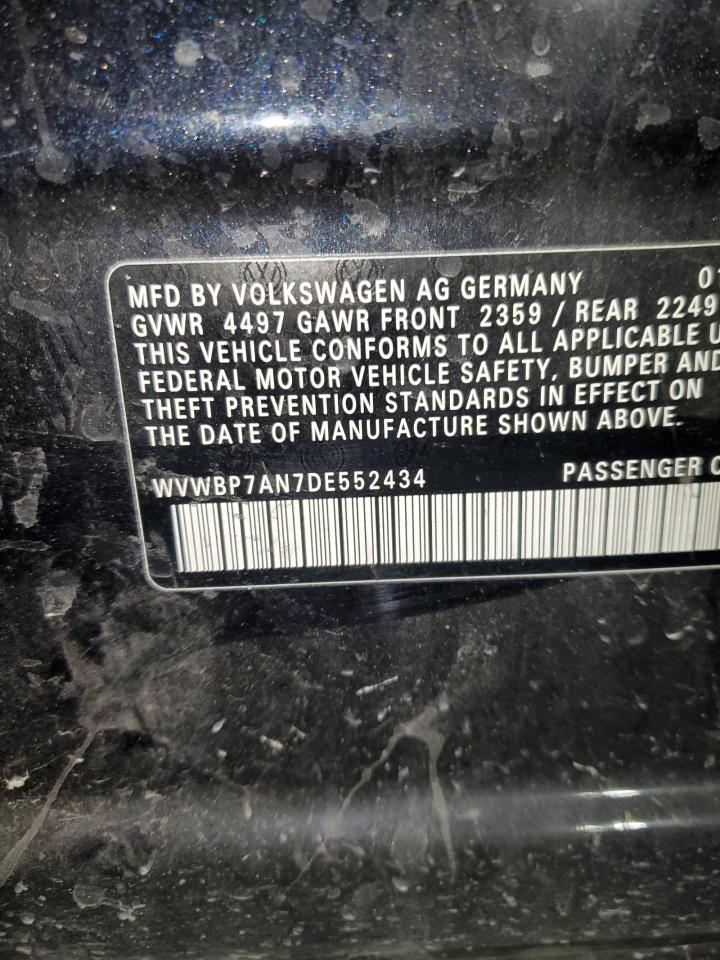 MFD BY VOLKSWAGEN AG GERMANY
GVWR 4497 GAWR FRONT 2359 / REAR 2249
THIS VEHICLE CONFORMS TO ALL APPLICABLE U
FEDERAL MOTOR VEHICLE SAFETY, BUMPER AND
THEFT PREVENTION STANDARDS IN EFFECT ON
THE DATE OF MANUFACTURE SHOWN ABOVE.
WVWBP7AN7DE552434 PASSENGER C